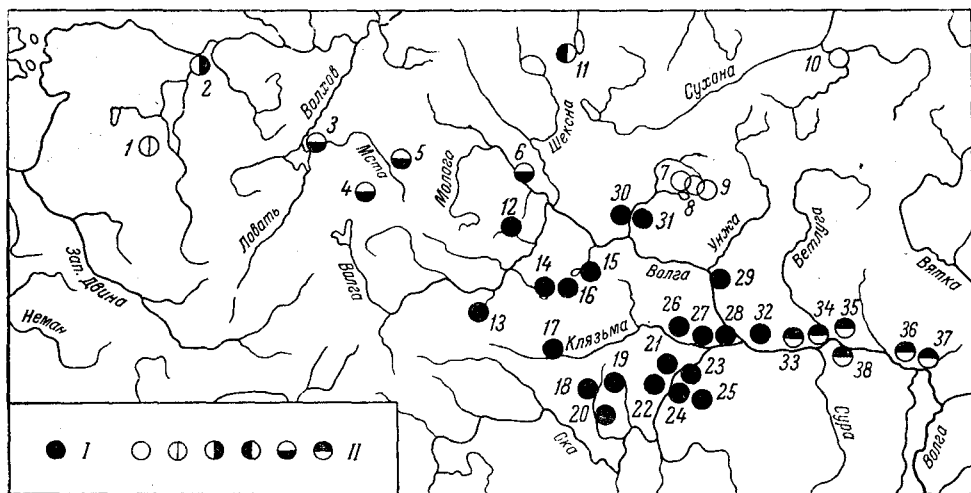 2
Волхов
11
Сухона
10
1
3
Мста
5
Шексна
4
Молога
6
7
8
9
Ловать
Волга
12
30
31
Унжа
Ветлуга
Вятка
Зап. Двина
Неман
14
15
16
Волга
29
13
17
Клязьма
26
27
28
32
33
34
35
36
37
38
18
19
20
21
22
23
24
25
Ока
Сура
Волга
I
II